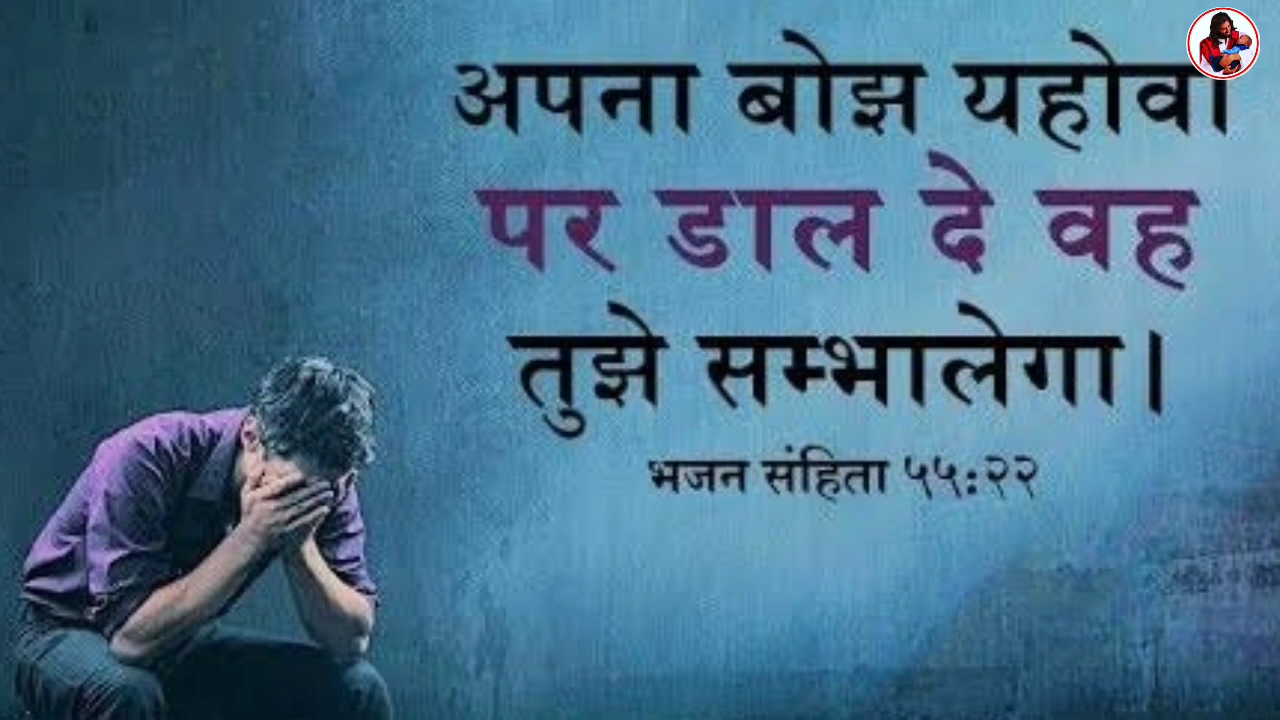 अपना बोझ यहोवा
पर डाल दे वह
तुझे सम्भालेगा।
भजन संहिता ५५:२२